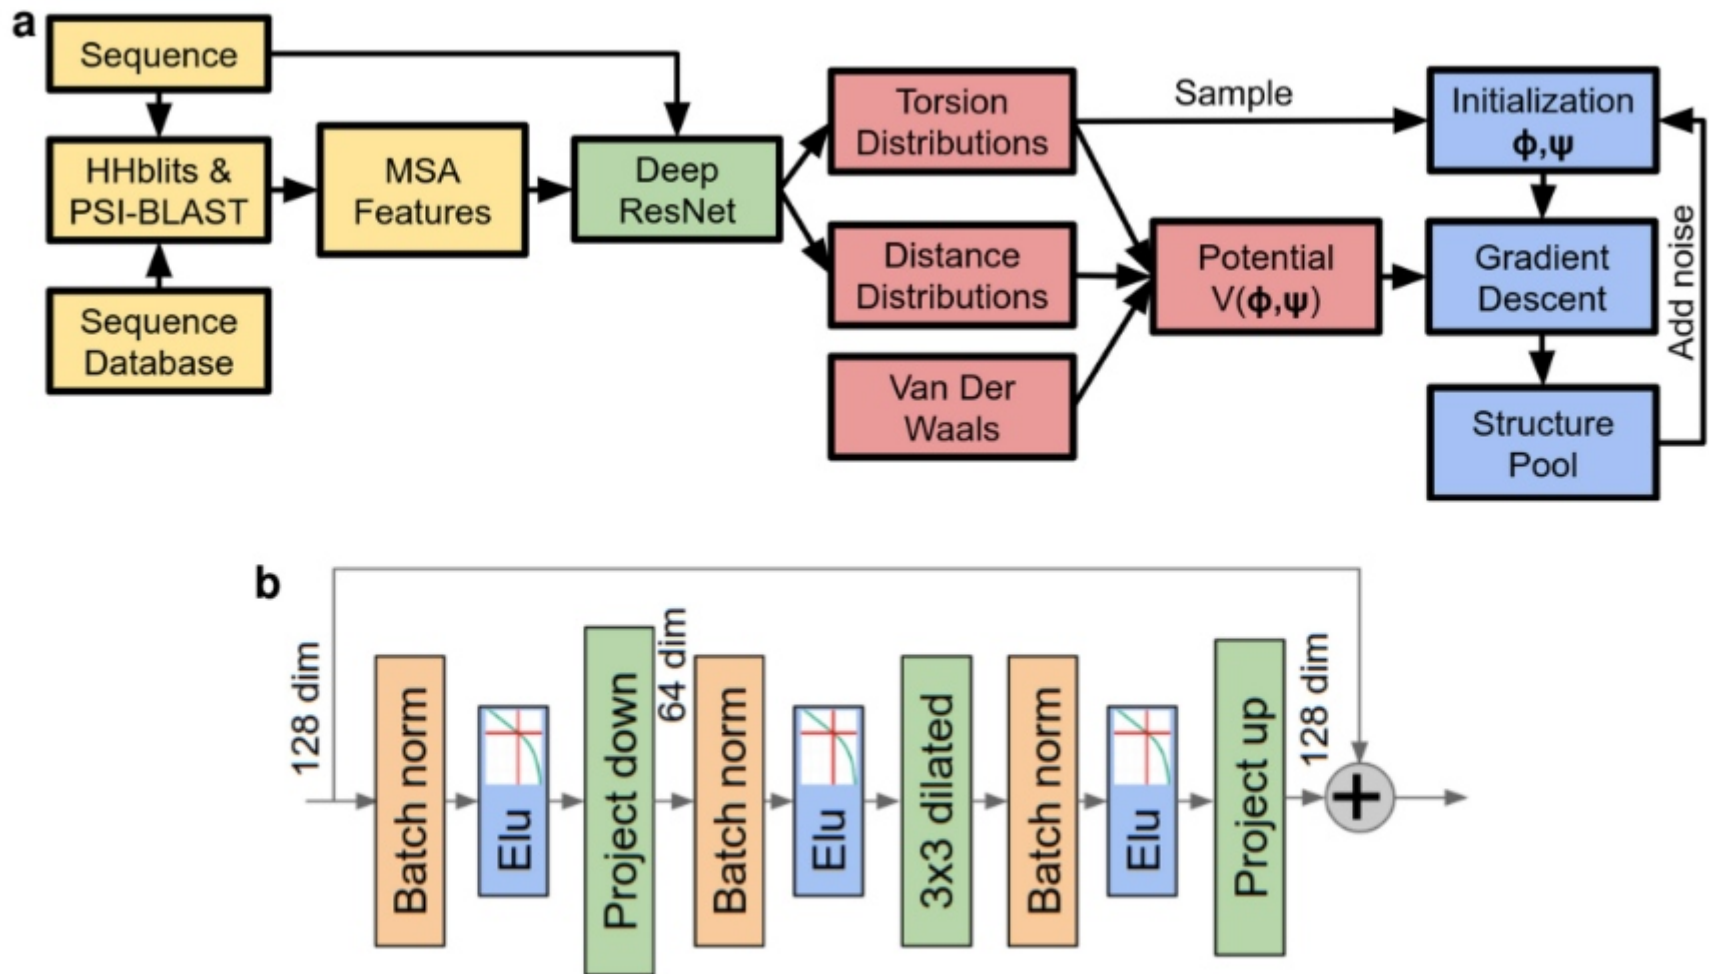 a
Sequence
HHblits &
PSI-BLAST
Sequence
Database
MSA
Features
Deep
ResNet
Torsion
Distributions
Distance
Distributions
Van Der
Waals
Sample
Potential
V(ϕ,ψ)
Initialization
ϕ,ψ
Gradient
Descent
Structure
Pool
Add noise
b
128 dim
Batch norm
Elu
Project down
64 dim
Batch norm
Elu
3x3 dilated
Batch norm
Elu
Project up
128 dim
+